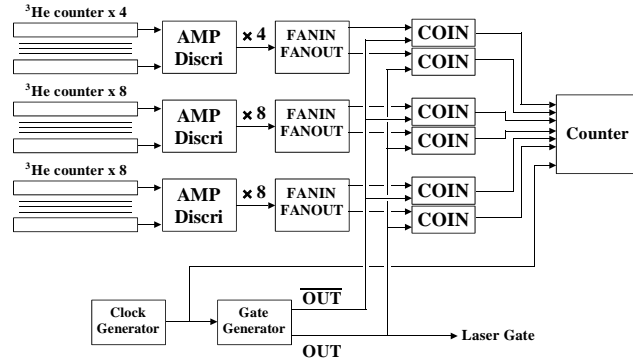 ³He counter x 4
AMP
Discri
× 4
FANIN
FANOUT
COIN
COIN
³He counter x 8
AMP
Discri
× 8
FANIN
FANOUT
COIN
COIN
Counter
³He counter x 8
AMP
Discri
× 8
FANIN
FANOUT
COIN
COIN
Clock
Generator
Gate
Generator
OUT
OUT
Laser Gate